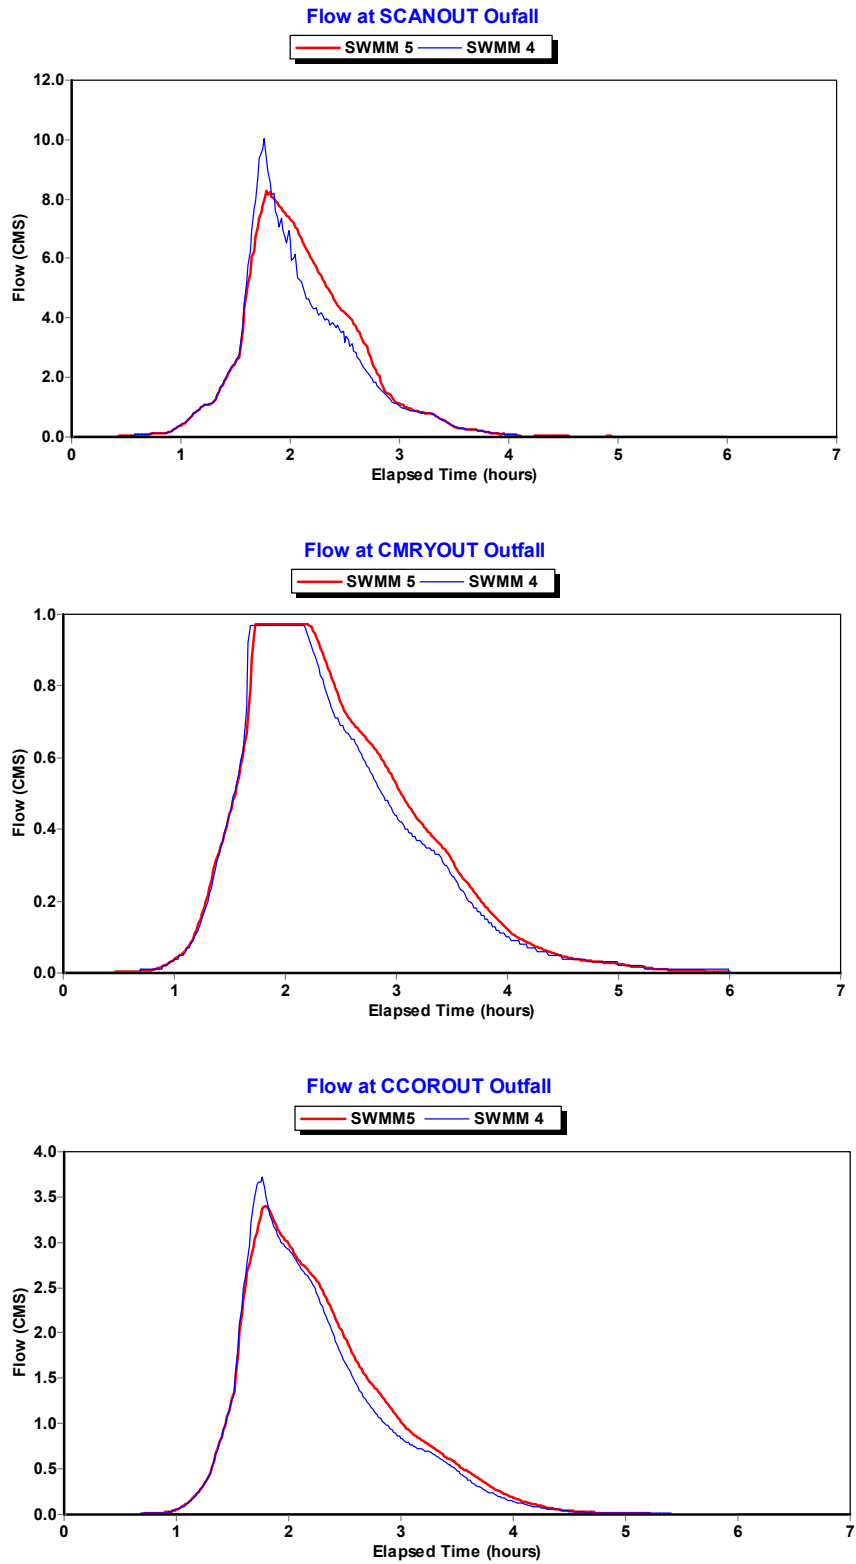 Flow at SCANOUT Oufall
SWMM 5 SWMM 4
12.0
10.0
8.0
6.0
4.0
2.0
0.0
Flow (CMS)
0 1 2 3 4 5 6 7
Elapsed Time (hours)
Flow at CMRYOUT Outfall
SWMM 5 SWMM 4
1.0
0.8
0.6
0.4
0.2
0.0
Flow (CMS)
0 1 2 3 4 5 6 7
Elapsed Time (hours)
Flow at CCOROUT Outfall
SWMM5 SWMM 4
4.0
3.5
3.0
2.5
2.0
1.5
1.0
0.5
0.0
Flow (CMS)
0 1 2 3 4 5 6 7
Elapsed Time (hours)